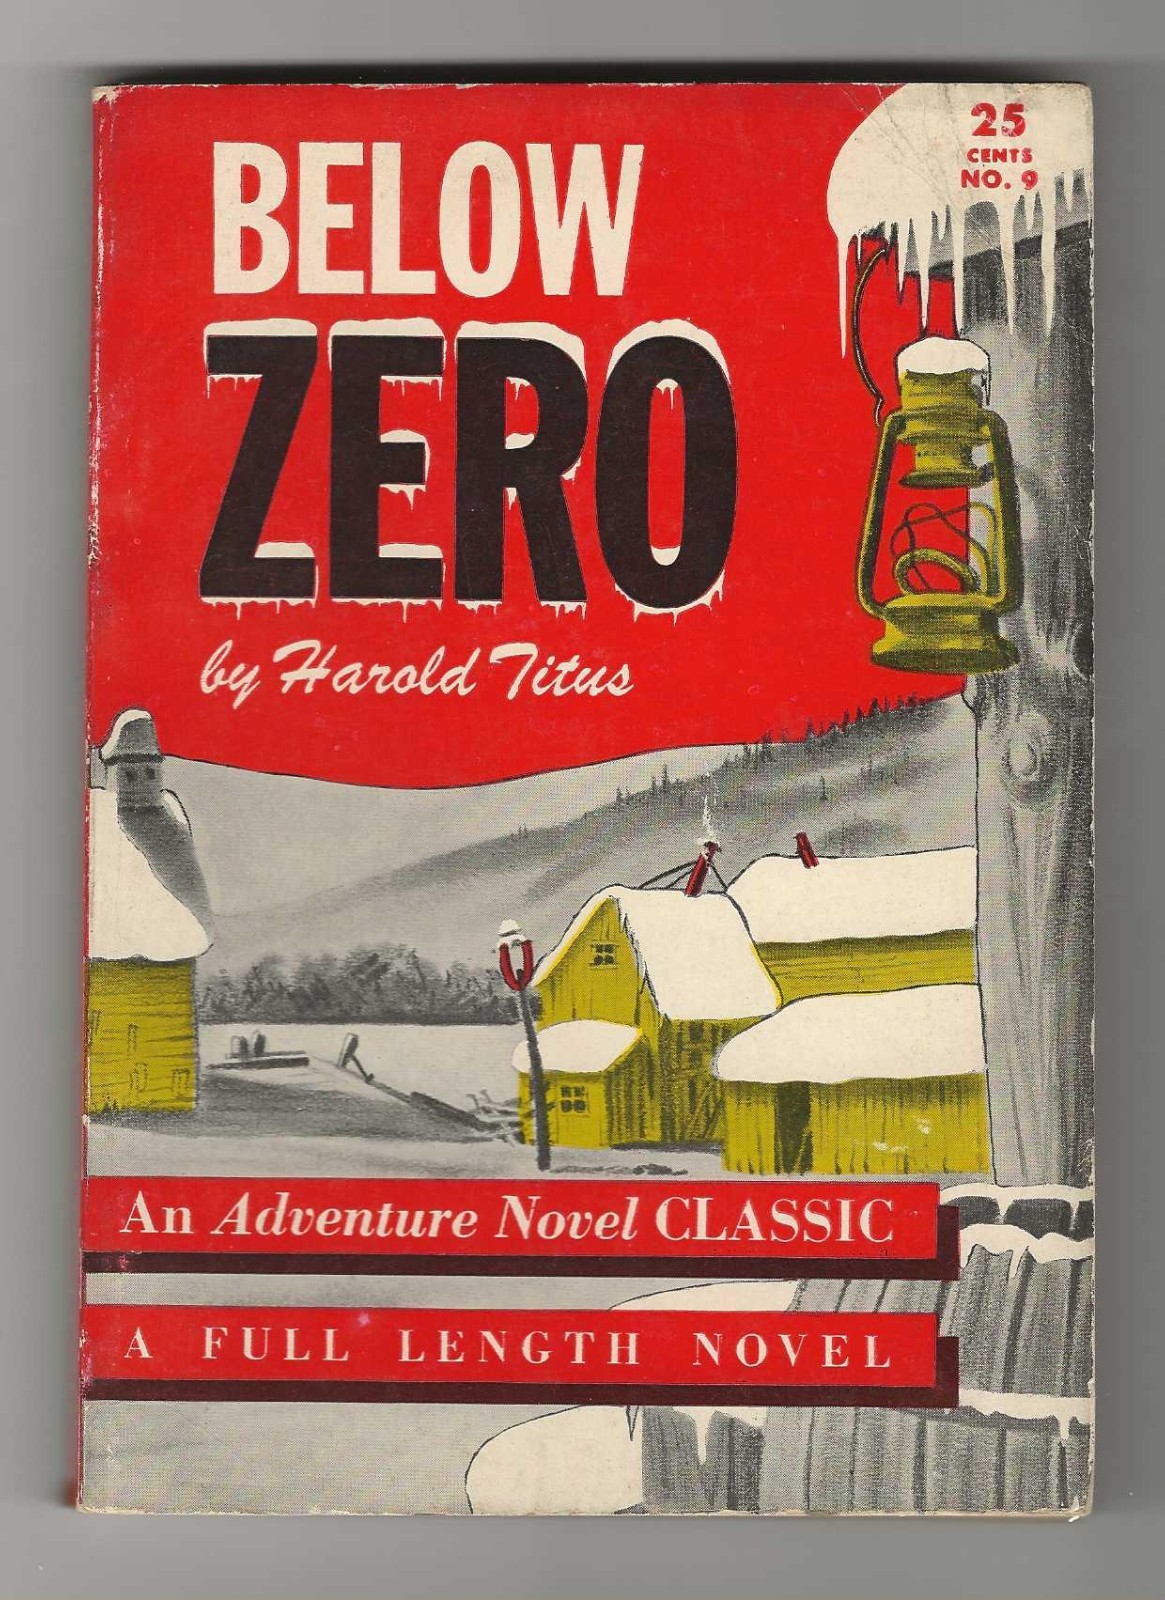 25
CENTS
NO. 9
BELOW
ZERO
by Harold Titus
An Adventure Novel CLASSIC
A FULL LENGTH NOVEL